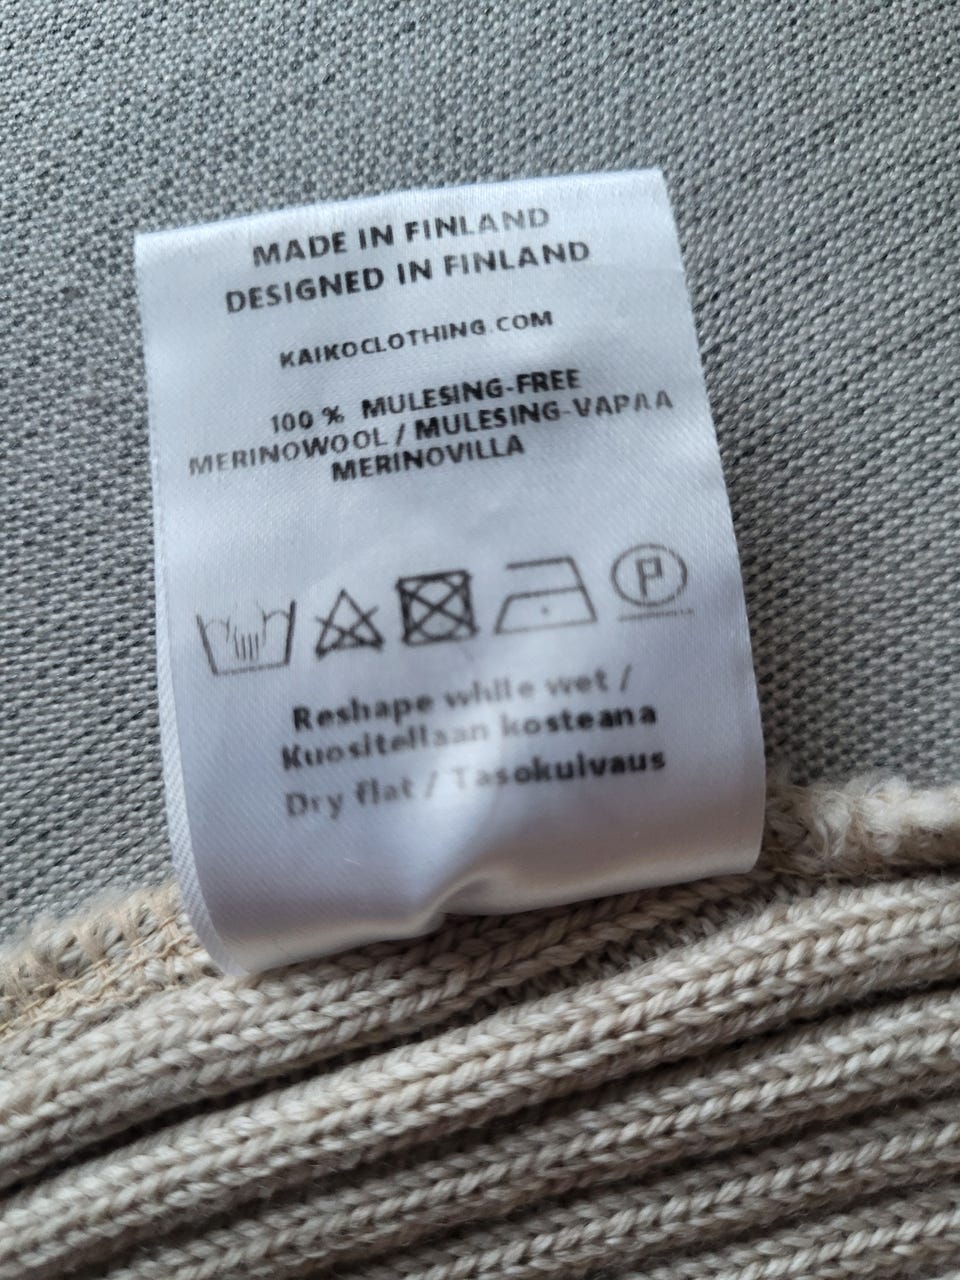 MADE IN FINLAND
DESIGNED IN FINLAND
KAIKOCLOTHING.COM
100 % MULESING-FREE
MERINOWOOL / MULESING-VAPAA
MERINOVILLA
P
Reshape while wet /
Kuositellaan kosteana
Dry flat / Tasokuivaus